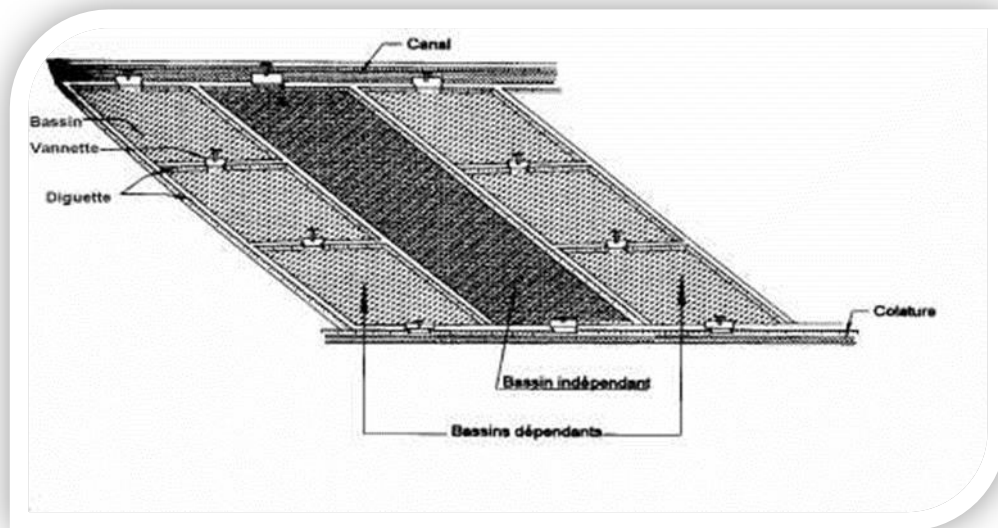 Canal
Bassin
Vannette
Diguette
Colature
Bassin indépendant
Bassins dépendants